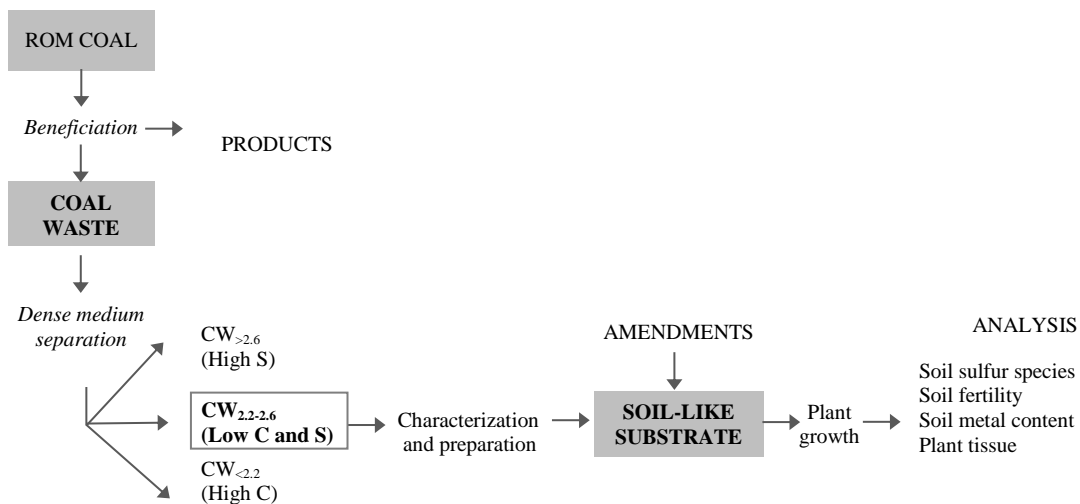 ROM COAL
Beneficiation
PRODUCTS
COAL
WASTE
Dense medium
separation
CW>2.6
(High S)
CW2.2-2.6
(Low C and S)
CW<2.2
(High C)
Characterization
and preparation
AMENDMENTS
SOIL-LIKE
SUBSTRATE
Plant
growth
ANALYSIS
Soil sulfur species
Soil fertility
Soil metal content
Plant tissue